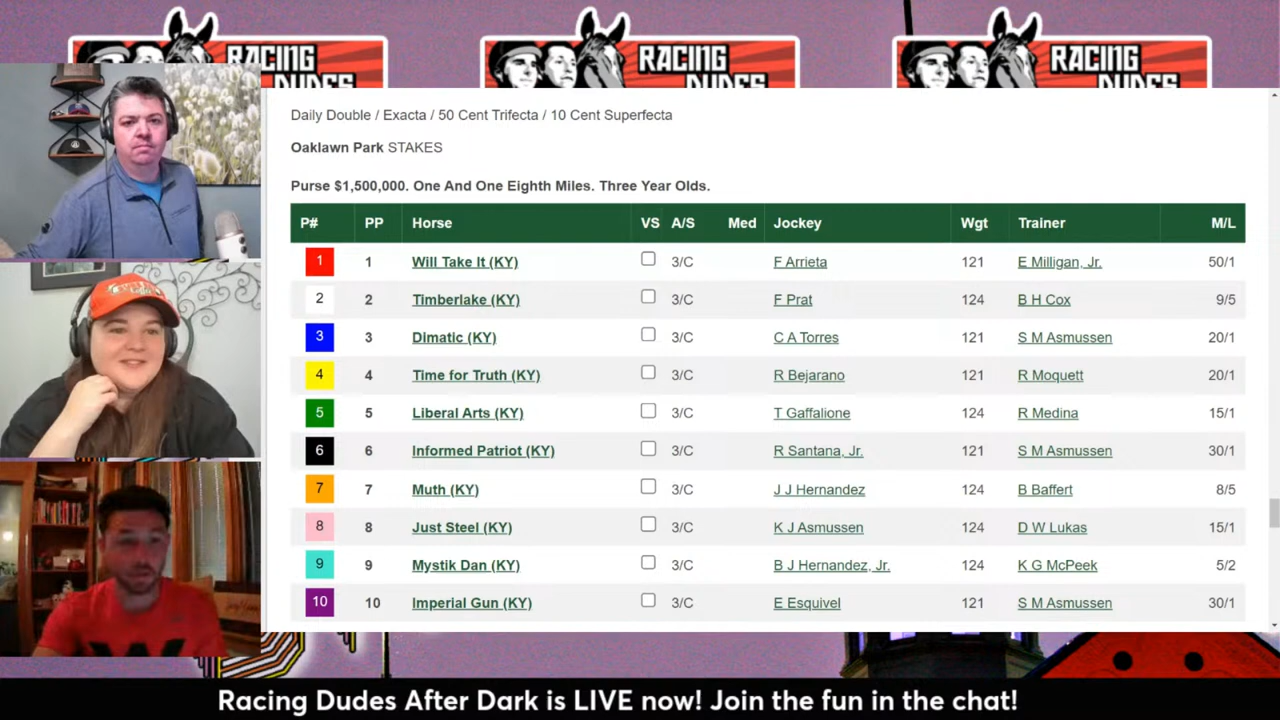 RACING
DUDES
RACING
DUDES
RACING
DUDES
Daily Double / Exacta / 50 Cent Trifecta / 10 Cent Superfecta
Oaklawn Park STAKES
Purse $1,500,000. One And One Eighth Miles. Three Year Olds.
P# PP Horse VS A/S Med Jockey Wgt Trainer M/L
1 1 Will Take It (KY) 3/C F Arrieta 121 E Milligan, Jr. 50/1
2 2 Timberlake (KY) 3/C F Prat 124 B H Cox 9/5
3 3 Dimatic (KY) 3/C C A Torres 121 S M Asmussen 20/1
4 4 Time for Truth (KY) 3/C R Bejarano 121 R Moquett 20/1
5 5 Liberal Arts (KY) 3/C T Gaffalione 124 R Medina 15/1
6 6 Informed Patriot (KY) 3/C R Santana, Jr. 121 S M Asmussen 30/1
7 7 Muth (KY) 3/C J J Hernandez 124 B Baffert 8/5
8 8 Just Steel (KY) 3/C K J Asmussen 124 D W Lukas 15/1
9 9 Mystik Dan (KY) 3/C B J Hernandez, Jr. 124 K G McPeek 5/2
10 10 Imperial Gun (KY) 3/C E Esquivel 121 S M Asmussen 30/1
Racing Dudes After Dark is LIVE now! Join the fun in the chat!